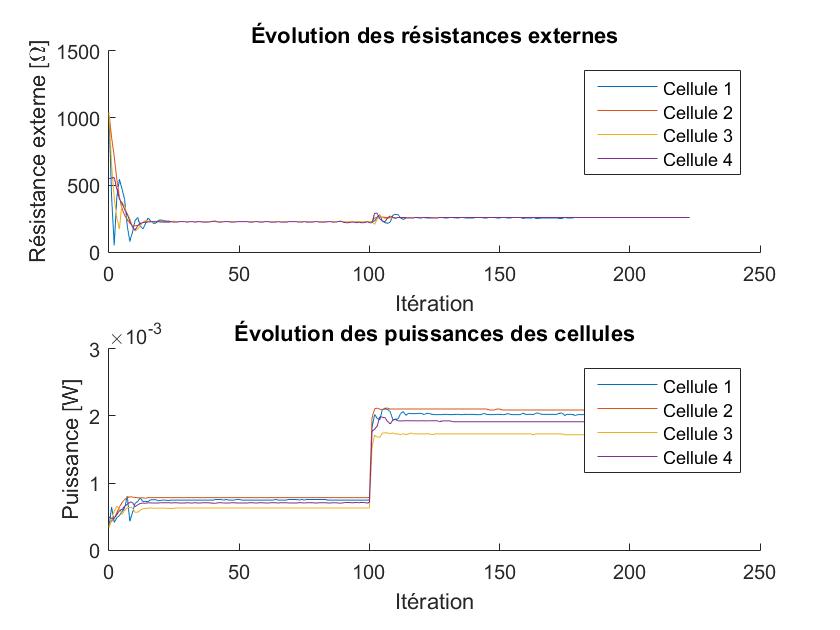 Évolution des résistances externes
Résistance externe [Ω]
1500
1000
500
0
0 50 100 150 200 250
Itération
Cellule 1
Cellule 2
Cellule 3
Cellule 4
Évolution des puissances des cellules
×10⁻³
Puissance [W]
3
2
1
0
0 50 100 150 200 250
Itération
Cellule 1
Cellule 2
Cellule 3
Cellule 4